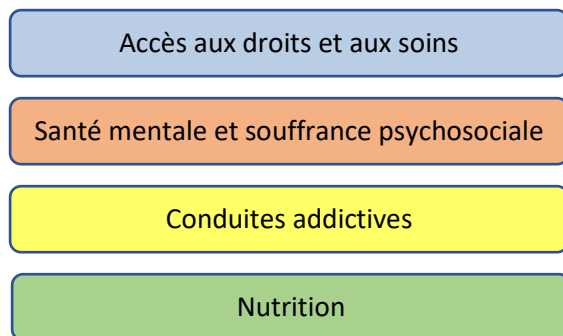 Accès aux droits et aux soins
Santé mentale et souffrance psychosociale
Conduites addictives
Nutrition